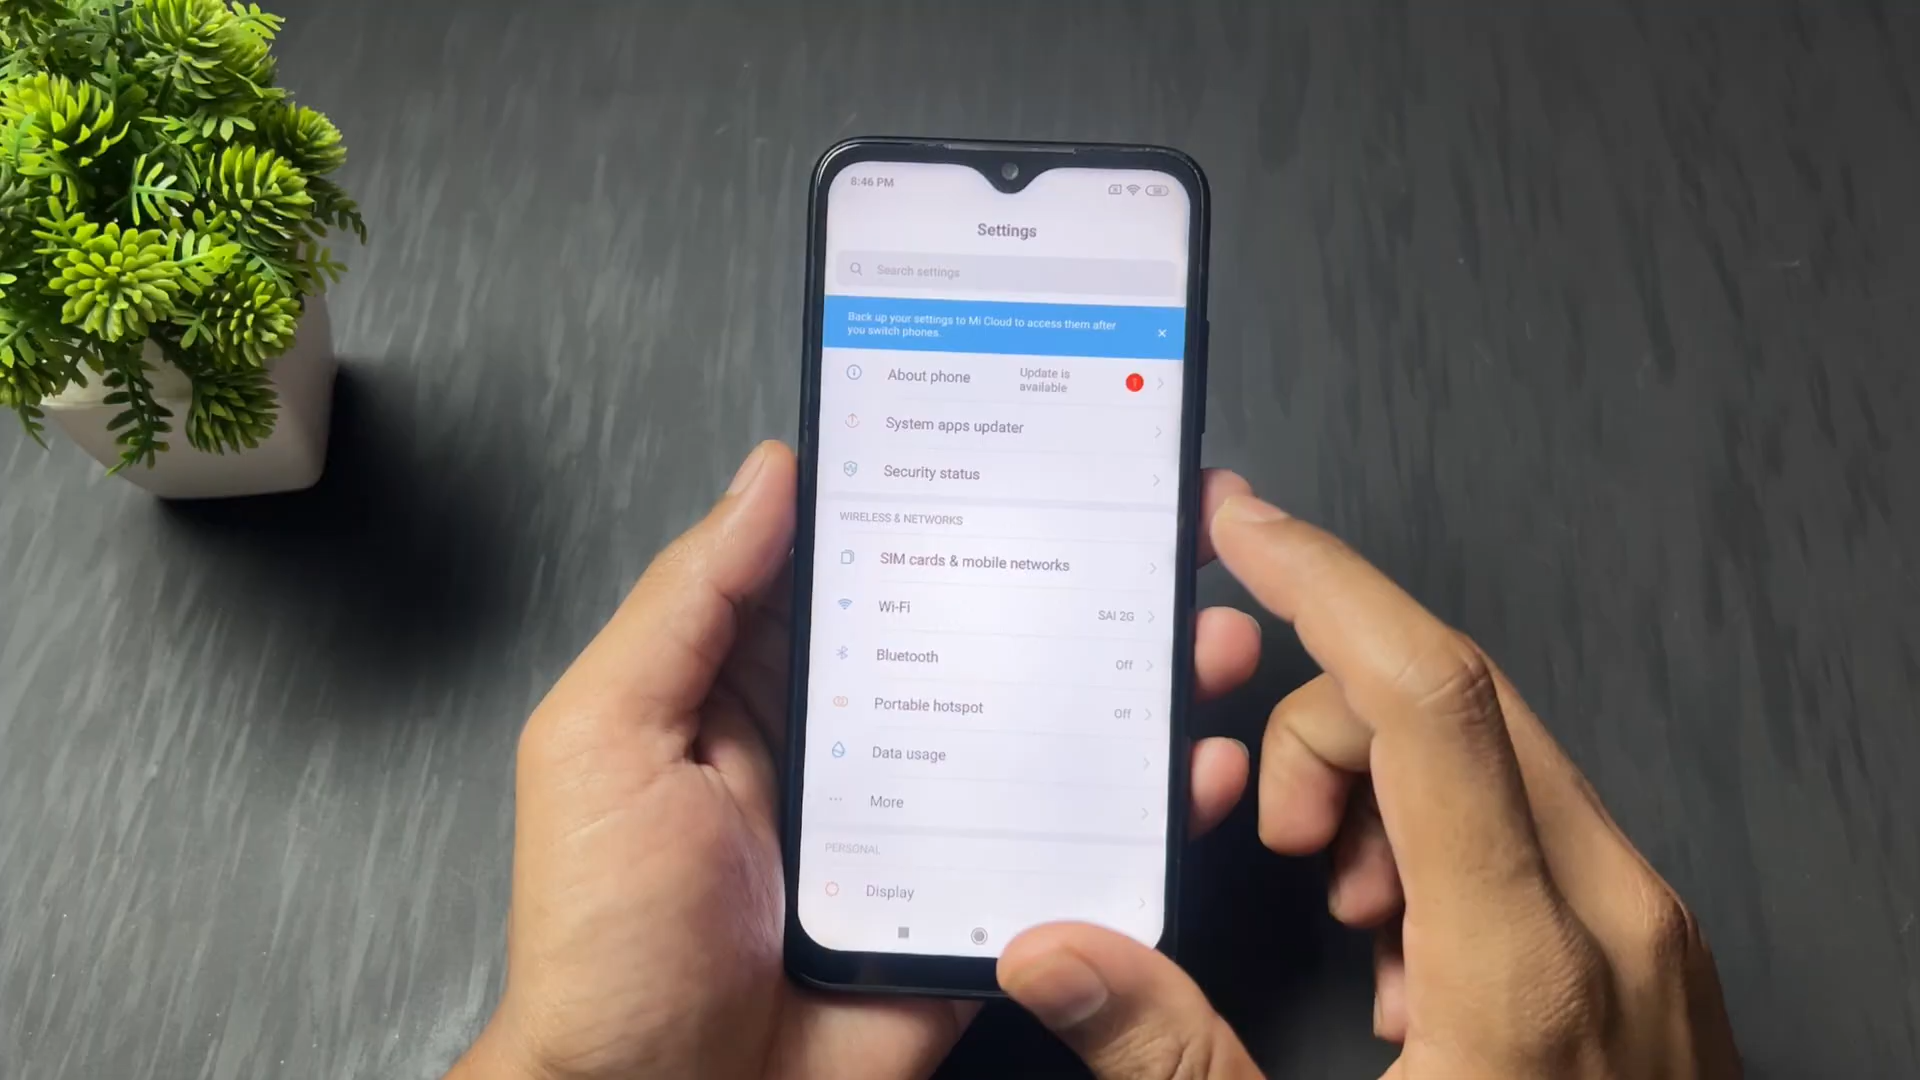 8:46 PM
Settings
Search settings
Back up your settings to Mi Cloud to access them after
you switch phones.
About phone
Update is
available
System apps updater
Security status
WIRELESS & NETWORKS
SIM cards & mobile networks
Wi-Fi
SAI 2G
Bluetooth
Off
Portable hotspot
Off
Data usage
More
PERSONAL
Display